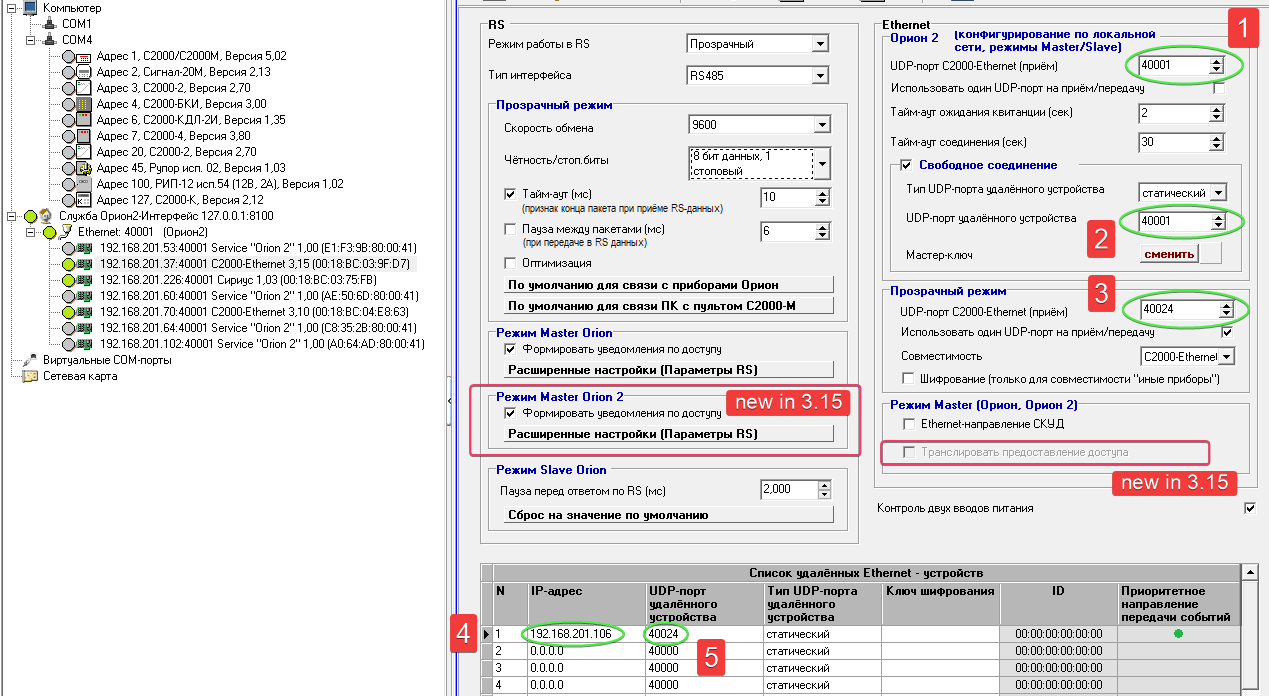 Компьютер
COM1
COM4
Адрес 1, С2000/С2000М, Версия 5,02
Адрес 2, Сигнал-20М, Версия 2,13
Адрес 3, С2000-2, Версия 2,70
Адрес 4, С2000-БКИ, Версия 3,00
Адрес 6, С2000-КДЛ-2И, Версия 1,35
Адрес 7, С2000-4, Версия 3,80
Адрес 20, С2000-2, Версия 2,70
Адрес 45, Рупор исп. 02, Версия 1,03
Адрес 100, РИП-12 исп.54 (12В, 2А), Версия 1,02
Адрес 127, С2000-К, Версия 2,12
Служба Орион2-Интерфейс 127.0.0.1:8100
Ethernet: 40001 (Орион2)
192.168.201.53:40001 Service "Orion 2" 1,00 (E1:F3:9B:80:00:41)
192.168.201.37:40001 C2000-Ethernet 3,15 (00:18:BC:03:9F:D7)
192.168.201.226:40001 Сириус 1,03 (00:18:BC:03:75:FB)
192.168.201.60:40001 Service "Orion 2" 1,00 (AE:50:6D:80:00:41)
192.168.201.70:40001 C2000-Ethernet 3,10 (00:18:BC:04:E8:63)
192.168.201.64:40001 Service "Orion 2" 1,00 (C8:35:2B:80:00:41)
192.168.201.102:40001 Service "Orion 2" 1,00 (A0:64:AD:80:00:41)
Виртуальные COM-порты
Сетевая карта
RS
Режим работы в RS Прозрачный
Тип интерфейса RS485
Прозрачный режим
Скорость обмена 9600
Чётность/стоп.биты 8 бит данных, 1
стоповый
Тайм-аут (мс) 10
(признак конца пакета при приёме RS-данных)
Пауза между пакетами (мс) 6
(при передаче в RS данных)
Оптимизация
По умолчанию для связи с приборами Орион
По умолчанию для связи ПК с пультом С2000-М
Режим Master Orion
Формировать уведомления по доступу
Расширенные настройки (Параметры RS)
Режим Master Orion 2
new in 3.15
Формировать уведомления по доступу
Расширенные настройки (Параметры RS)
Режим Slave Orion
Пауза перед ответом по RS (мс) 2,000
Сброс на значение по умолчанию
Ethernet
1
Орион 2 (конфигурирование по локальной
сети, режимы Master/Slave)
UDP-порт C2000-Ethernet (приём) 40001
Использовать один UDP-порт на приём/передачу
Тайм-аут ожидания квитанции (сек) 2
Тайм-аут соединения (сек) 30
Свободное соединение
Тип UDP-порта удалённого устройства статический
UDP-порт удалённого устройства 40001
2
Мастер-ключ сменить
Прозрачный режим
3
UDP-порт C2000-Ethernet (приём) 40024
Использовать один UDP-порт на приём/передачу
Совместимость C2000-Ethernet
Шифрование (только для совместимости "иные приборы")
Режим Master (Орион, Орион 2)
Ethernet-направление СКУД
Транслировать предоставление доступа
new in 3.15
Контроль двух вводов питания
Список удалённых Ethernet - устройств
N IP-адрес UDP-порт удалённого устройства Тип UDP-порта удалённого устройства Ключ шифрования ID Приоритетное направление передачи событий
4
1 192.168.201.106 40024 статический 00:00:00:00:00:00
5
2 0.0.0.0 40000 статический 00:00:00:00:00:00
3 0.0.0.0 40000 статический 00:00:00:00:00:00
4 0.0.0.0 40000 статический 00:00:00:00:00:00